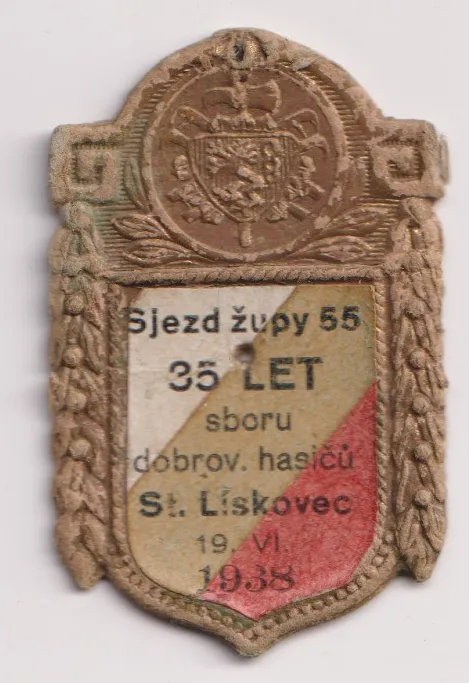 Sjezd župy 55
35 LET
sboru
dobrov. hasičů
St. Lískovec
19. VI.
1938